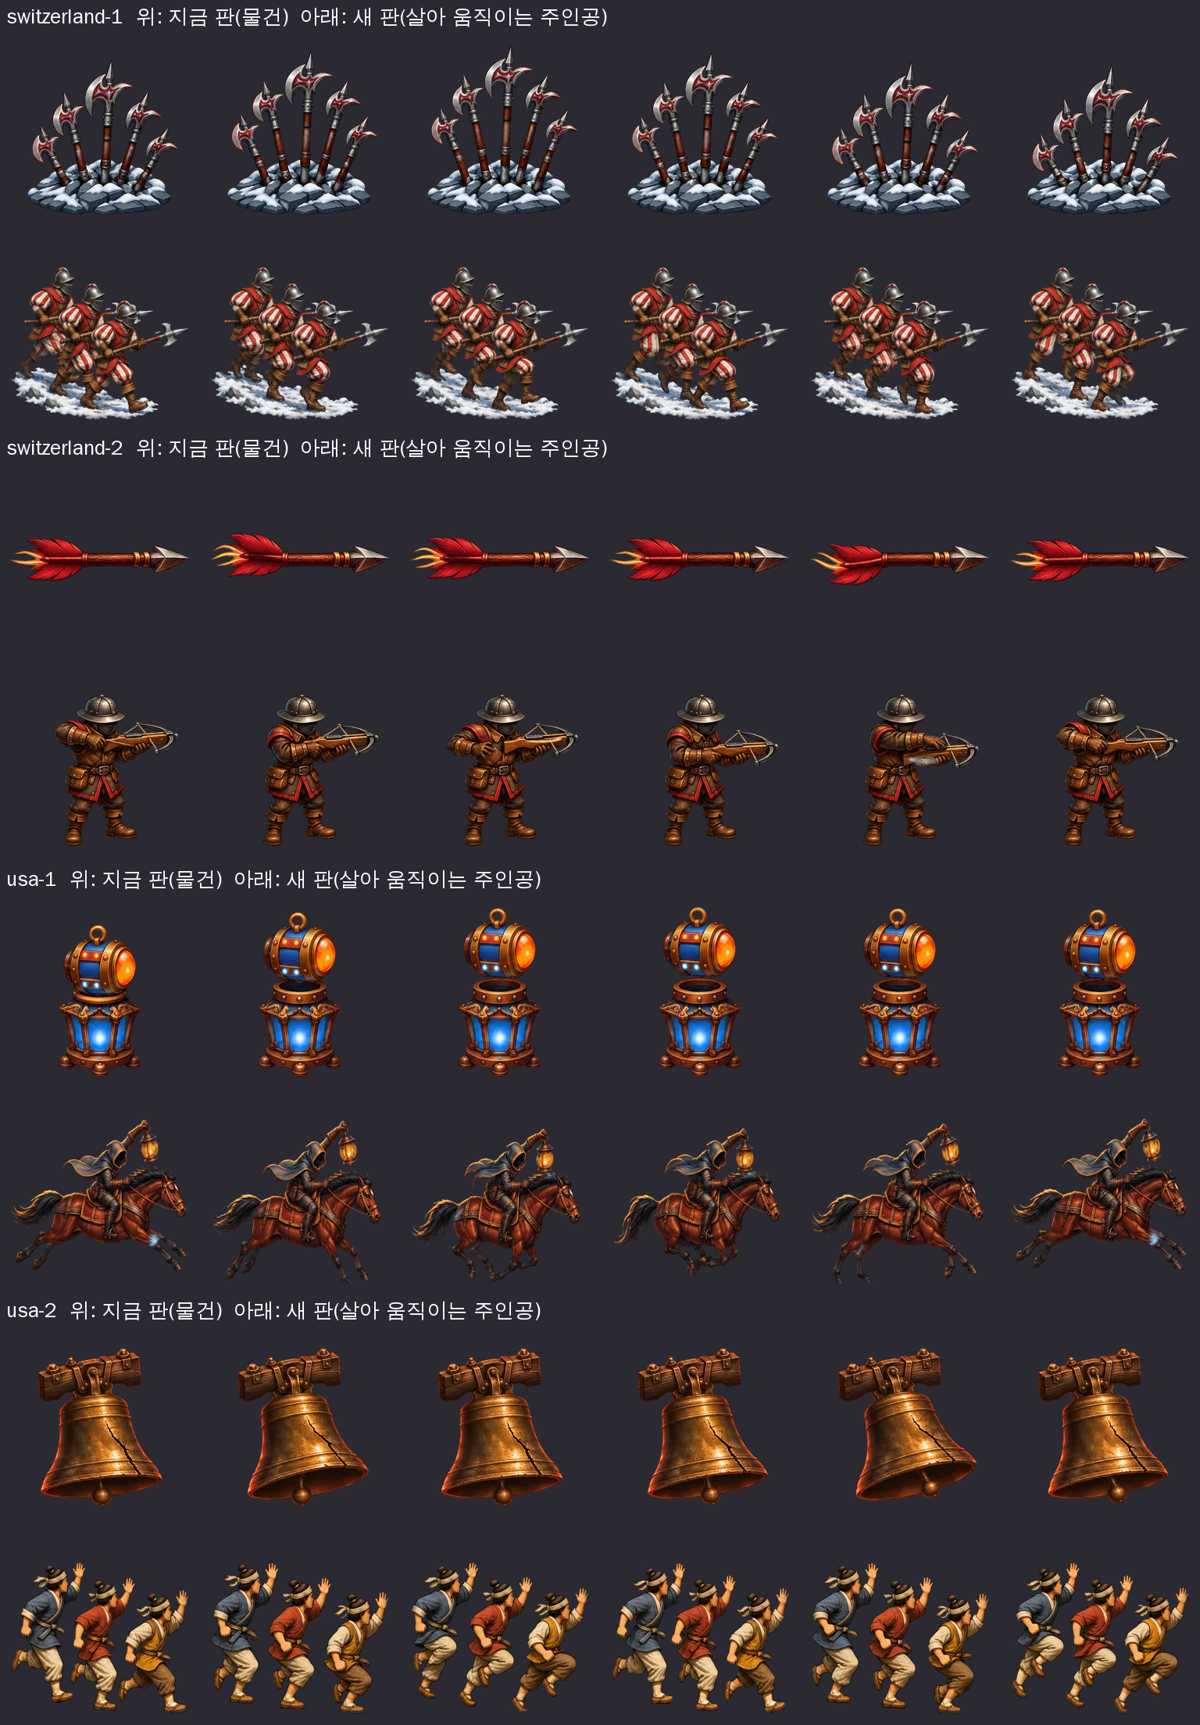 switzerland-1 위: 지금 판(물건) 아래: 새 판(살아 움직이는 주인공)
switzerland-2 위: 지금 판(물건) 아래: 새 판(살아 움직이는 주인공)
usa-1 위: 지금 판(물건) 아래: 새 판(살아 움직이는 주인공)
usa-2 위: 지금 판(물건) 아래: 새 판(살아 움직이는 주인공)